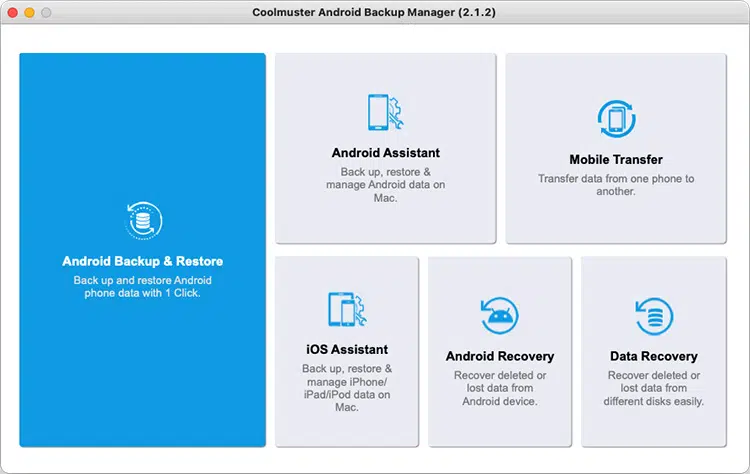 Coolmuster Android Backup Manager (2.1.2)
Android Backup & Restore
Back up and restore Android
phone data with 1 Click.
Android Assistant
Back up, restore &
manage Android data on
Mac.
Mobile Transfer
Transfer data from one phone to
another.
iOS Assistant
Back up, restore &
manage iPhone/
iPad/iPod data on
Mac.
Android Recovery
Recover deleted or
lost data from
Android device.
Data Recovery
Recover deleted or
lost data from
different disks easily.